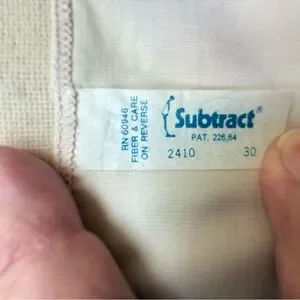 RN 60946
FIBER & CARE
ON REVERSE
Subtract®
PAT. 226,64
2410 30